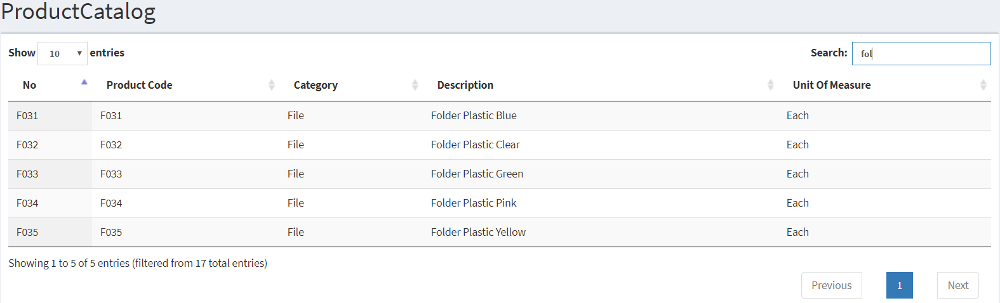 ProductCatalog
Show 10 entries Search: fol
No Product Code Category Description Unit Of Measure
F031 F031 File Folder Plastic Blue Each
F032 F032 File Folder Plastic Clear Each
F033 F033 File Folder Plastic Green Each
F034 F034 File Folder Plastic Pink Each
F035 F035 File Folder Plastic Yellow Each
Showing 1 to 5 of 5 entries (filtered from 17 total entries)
Previous 1 Next